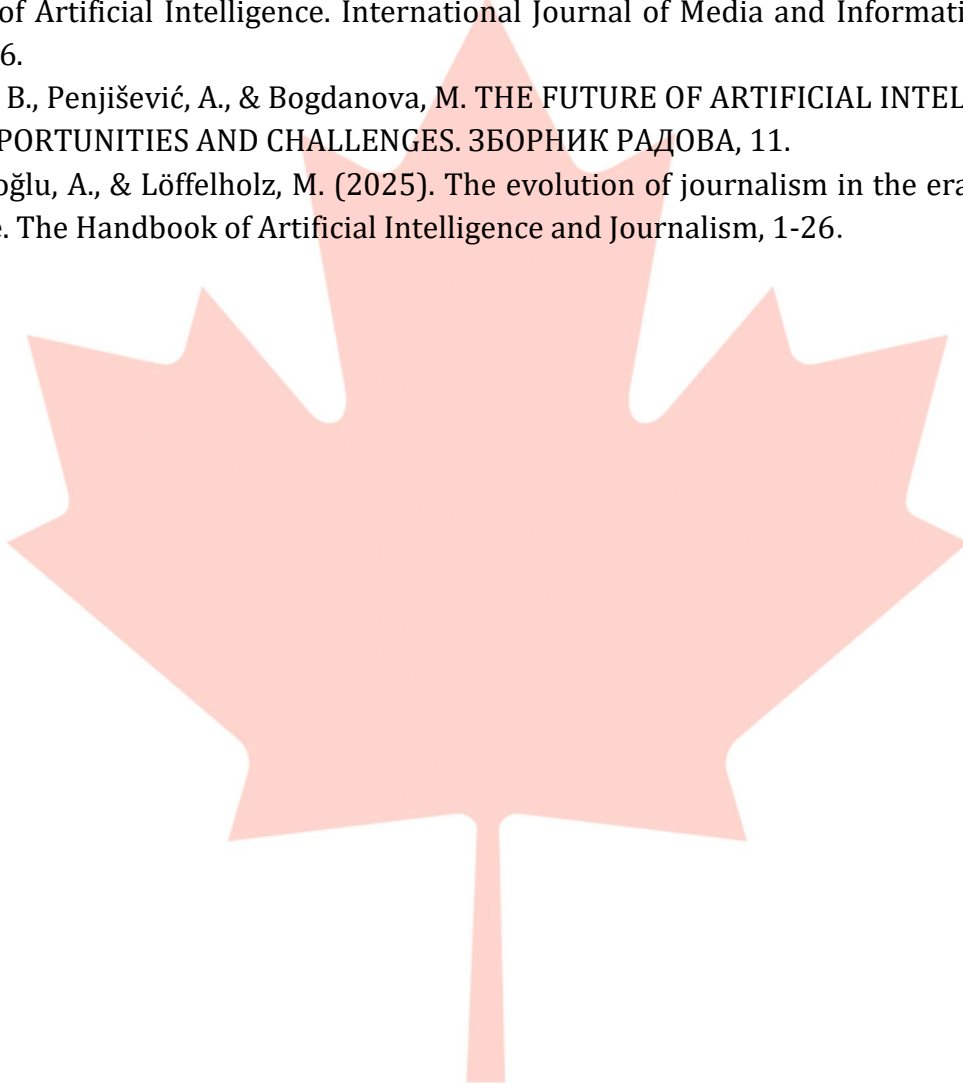 of Artificial Intelligence. International Journal of Media and Informati
6.
B., Penjišević, A., & Bogdanova, M. THE FUTURE OF ARTIFICIAL INTEL
PORTUNITIES AND CHALLENGES. ЗБОРНИК РАДОВА, 11.
oğlu, A., & Löffelholz, M. (2025). The evolution of journalism in the era
e. The Handbook of Artificial Intelligence and Journalism, 1-26.